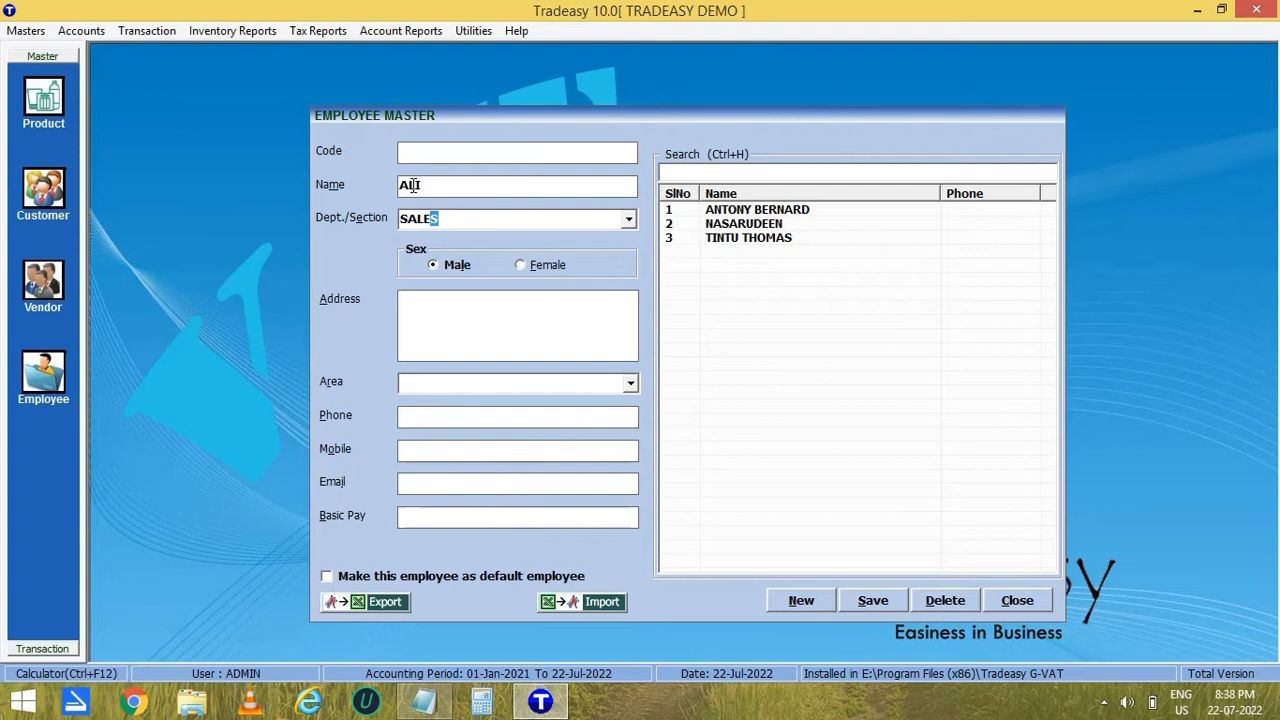 Tradeasy 10.0[ TRADEASY DEMO ]
Masters Accounts Transaction Inventory Reports Tax Reports Account Reports Utilities Help
Master
Product
Customer
Vendor
Employee
Transaction
EMPLOYEE MASTER
Code
Name ALI
Dept./Section SALES
Sex
Male Female
Address
Area
Phone
Mobile
Email
Basic Pay
Make this employee as default employee
Export Import
Search (Ctrl+H)
SlNo Name Phone
1 ANTONY BERNARD
2 NASARUDEEN
3 TINTU THOMAS
New Save Delete Close
Easiness in Business
Calculator(Ctrl+F12) User : ADMIN Accounting Period: 01-Jan-2021 To 22-Jul-2022 Date: 22-Jul-2022 Installed in E:\Program Files (x86)\Tradeasy G-VAT Total Version
ENG 8:38 PM
US 22-07-2022